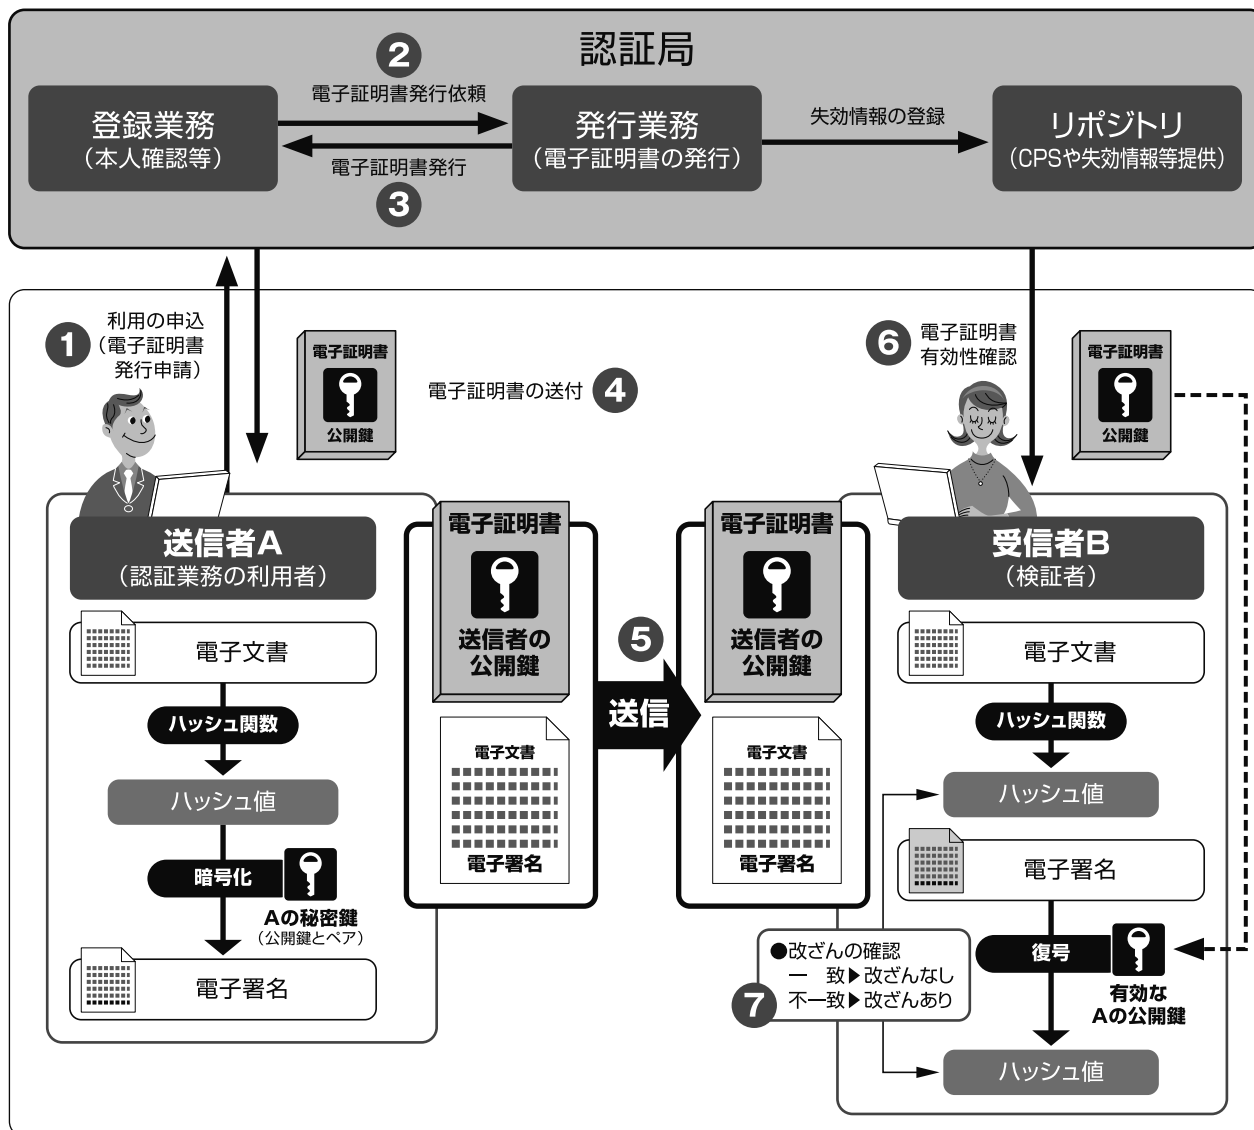 認証局
2
電子証明書発行依頼
登録業務
（本人確認等）
発行業務
（電子証明書の発行）
失効情報の登録
リポジトリ
（CPSや失効情報等提供）
電子証明書発行
3
1
利用の申込
（電子証明書
発行申請）
電子証明書
公開鍵
電子証明書の送付
4
6
電子証明書
有効性確認
電子証明書
公開鍵
送信者A
（認証業務の利用者）
電子文書
ハッシュ関数
ハッシュ値
暗号化
Aの秘密鍵
（公開鍵とペア）
電子署名
電子証明書
送信者の
公開鍵
電子文書
電子署名
5
送信
電子証明書
送信者の
公開鍵
電子文書
電子署名
受信者B
（検証者）
電子文書
ハッシュ関数
ハッシュ値
電子署名
復号
有効な
Aの公開鍵
ハッシュ値
7
●改ざんの確認
一　致▶改ざんなし
不一致▶改ざんあり